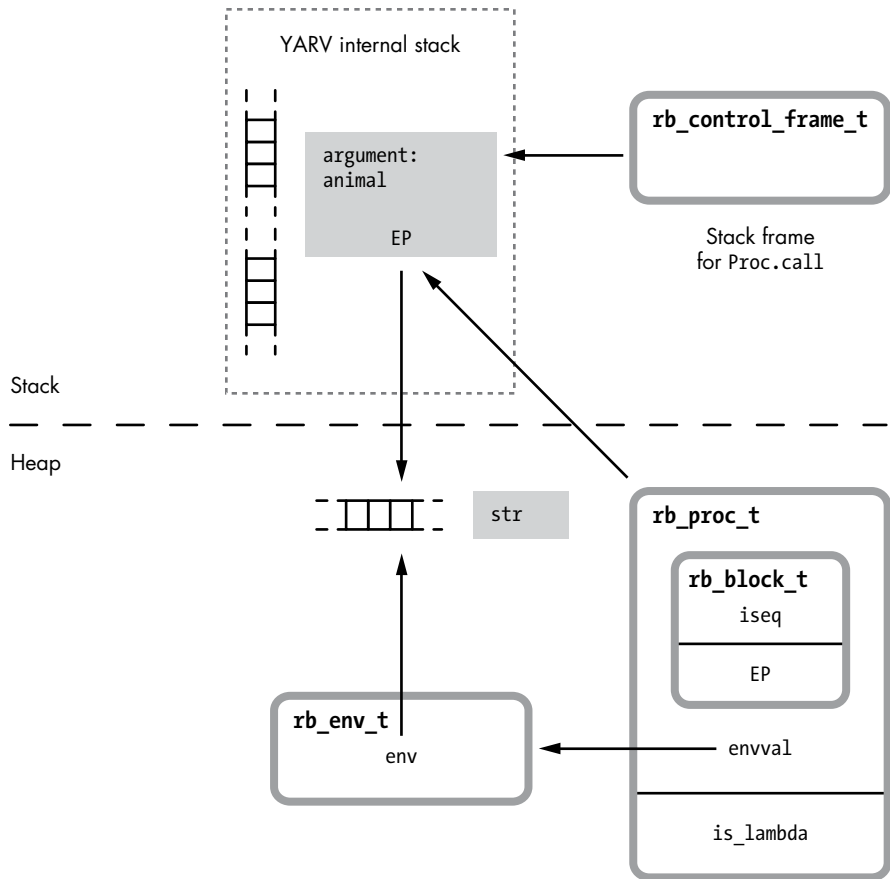 YARV internal stack
rb_control_frame_t
argument:
animal
EP
Stack frame
for Proc.call
Stack
Heap
str
rb_proc_t
rb_block_t
iseq
EP
rb_env_t
env
envval
is_lambda